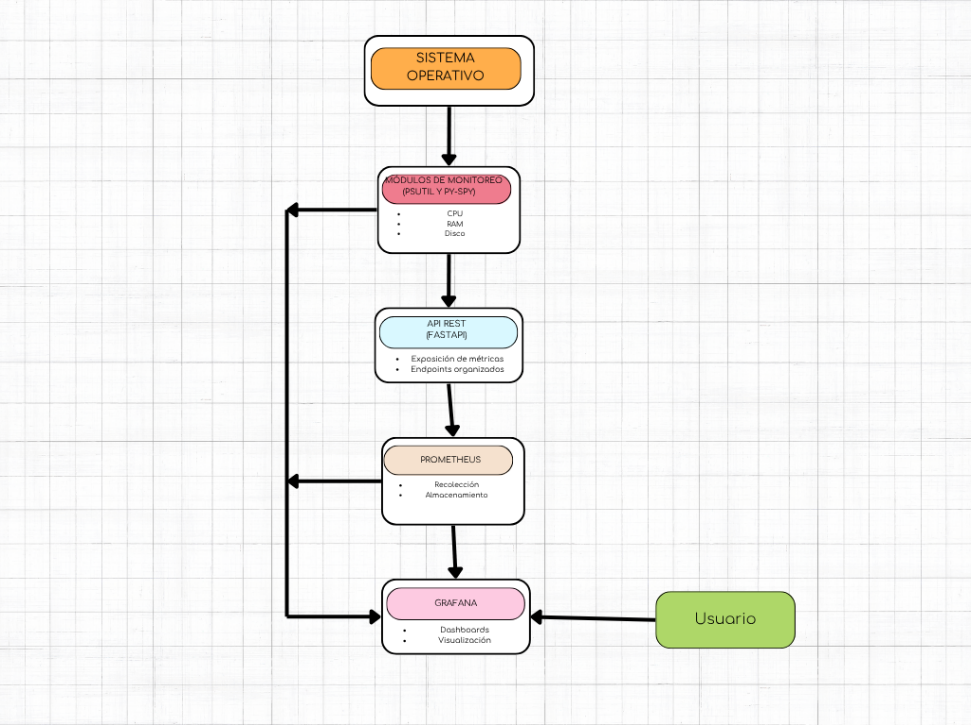 SISTEMA
OPERATIVO
MÓDULOS DE MONITOREO
(PSUTIL Y PY-SPY)
• CPU
• RAM
• Disco
API REST
(FASTAPI)
• Exposición de métricas
• Endpoints organizados
PROMETHEUS
• Recolección
• Almacenamiento
GRAFANA
• Dashboards
• Visualización
Usuario